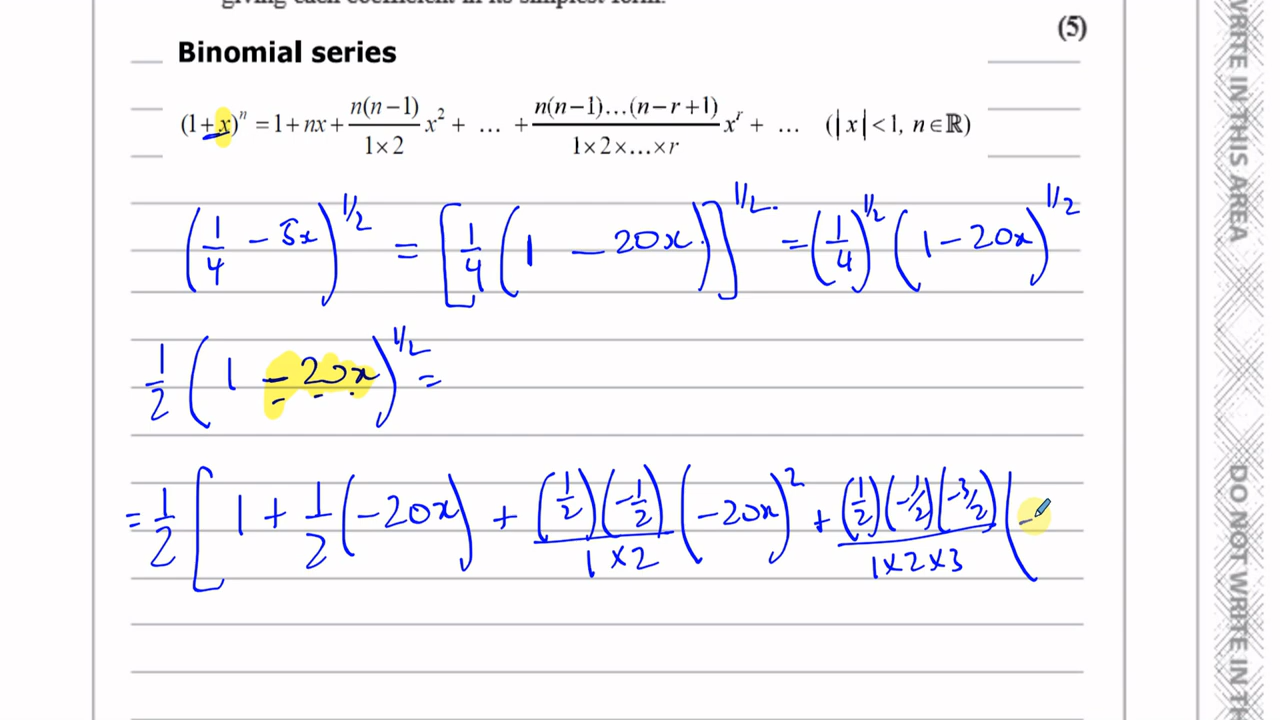 giving each coefficient in its simplest form.
(5)
Binomial series
(1+x)^n = 1+nx+ n(n−1)/(1×2) x^2 + ... + n(n−1)...(n−r+1)/(1×2×...×r) x^r + ... (|x|<1, n∈ℝ)
(1/4 − 5x)^1/2 = [1/4 (1 − 20x)]^1/2. = (1/4)^1/2 (1−20x)^1/2
1/2 (1 −20x)^1/2 =
= 1/2 [ 1 + 1/2 (−20x) + (1/2)(−1/2)/(1×2) (−20x)^2 + (1/2)(−1/2)(−3/2)/(1×2×3) (−
WRITE IN THIS AREA
DO NOT WRITE IN TH